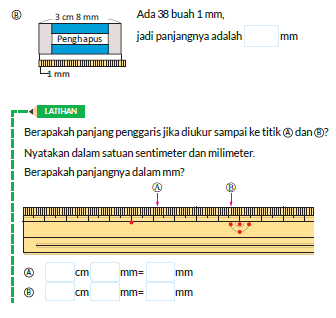 Ⓑ
3 cm 8 mm
Penghapus
1 mm
Ada 38 buah 1 mm,
jadi panjangnya adalah mm
LATIHAN
Berapakah panjang penggaris jika diukur sampai ke titik Ⓐ dan Ⓑ?
Nyatakan dalam satuan sentimeter dan milimeter.
Berapakah panjangnya dalam mm?
Ⓐ Ⓑ
Ⓐ cm mm= mm
Ⓑ cm mm= mm